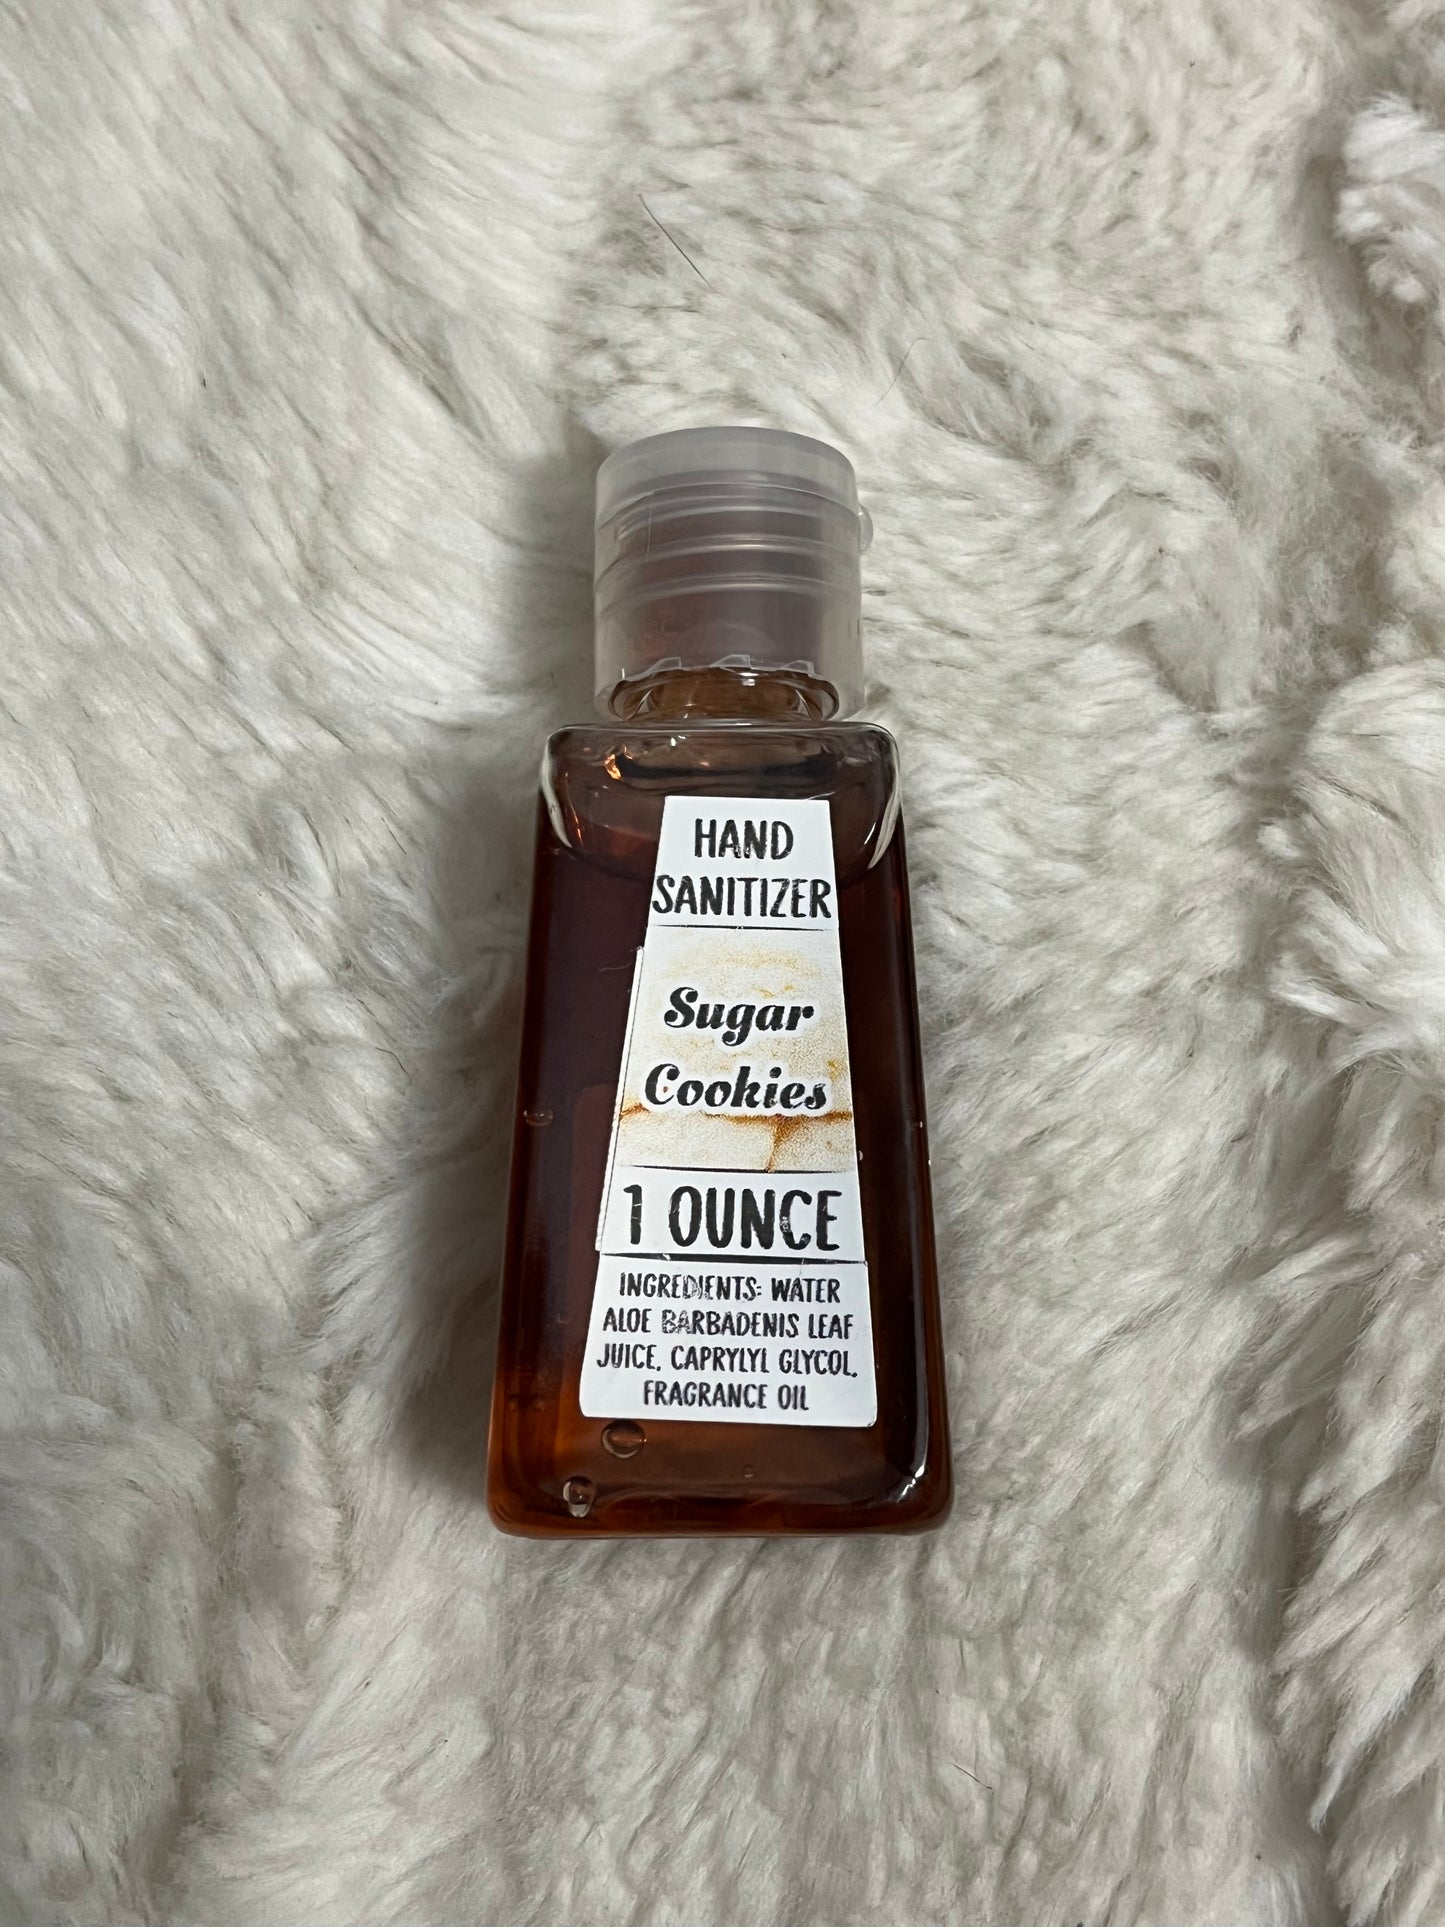 HAND
SANITIZER
Sugar
Cookies
1 OUNCE
INGREDIENTS: WATER
ALOE BARBADENIS LEAF
JUICE, CAPRYLYL GLYCOL,
FRAGRANCE OIL